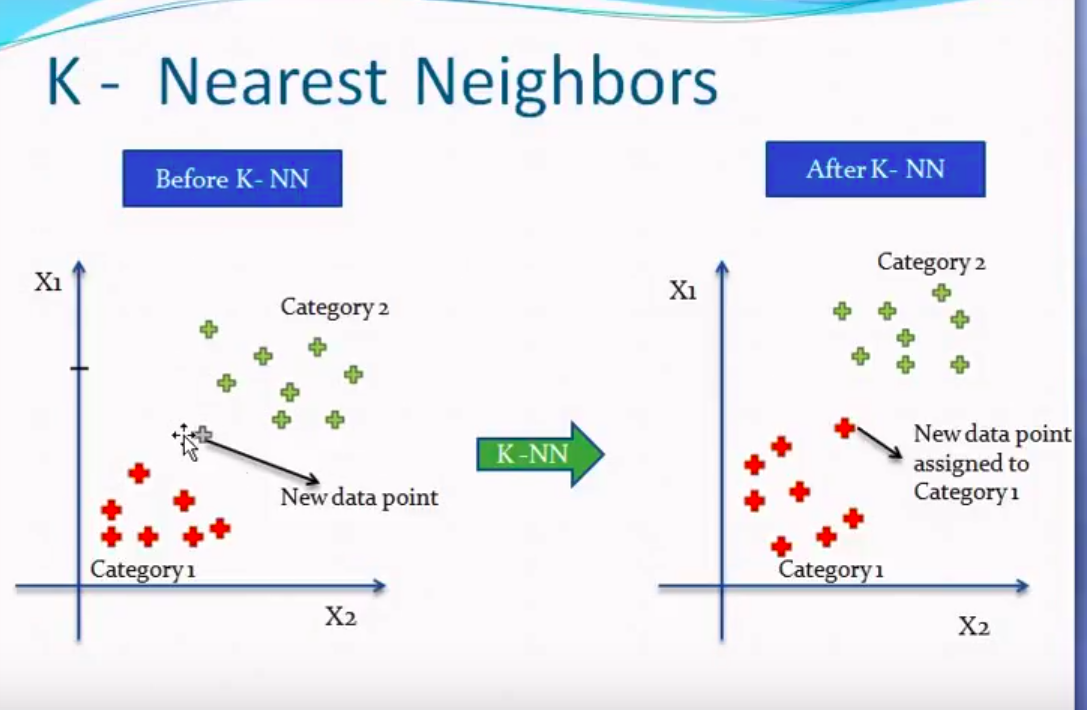 K - Nearest Neighbors
Before K- NN
After K- NN
X1
Category 2
New data point
Category 1
X2
K -NN
Category 2
X1
New data point
assigned to
Category 1
Category 1
X2